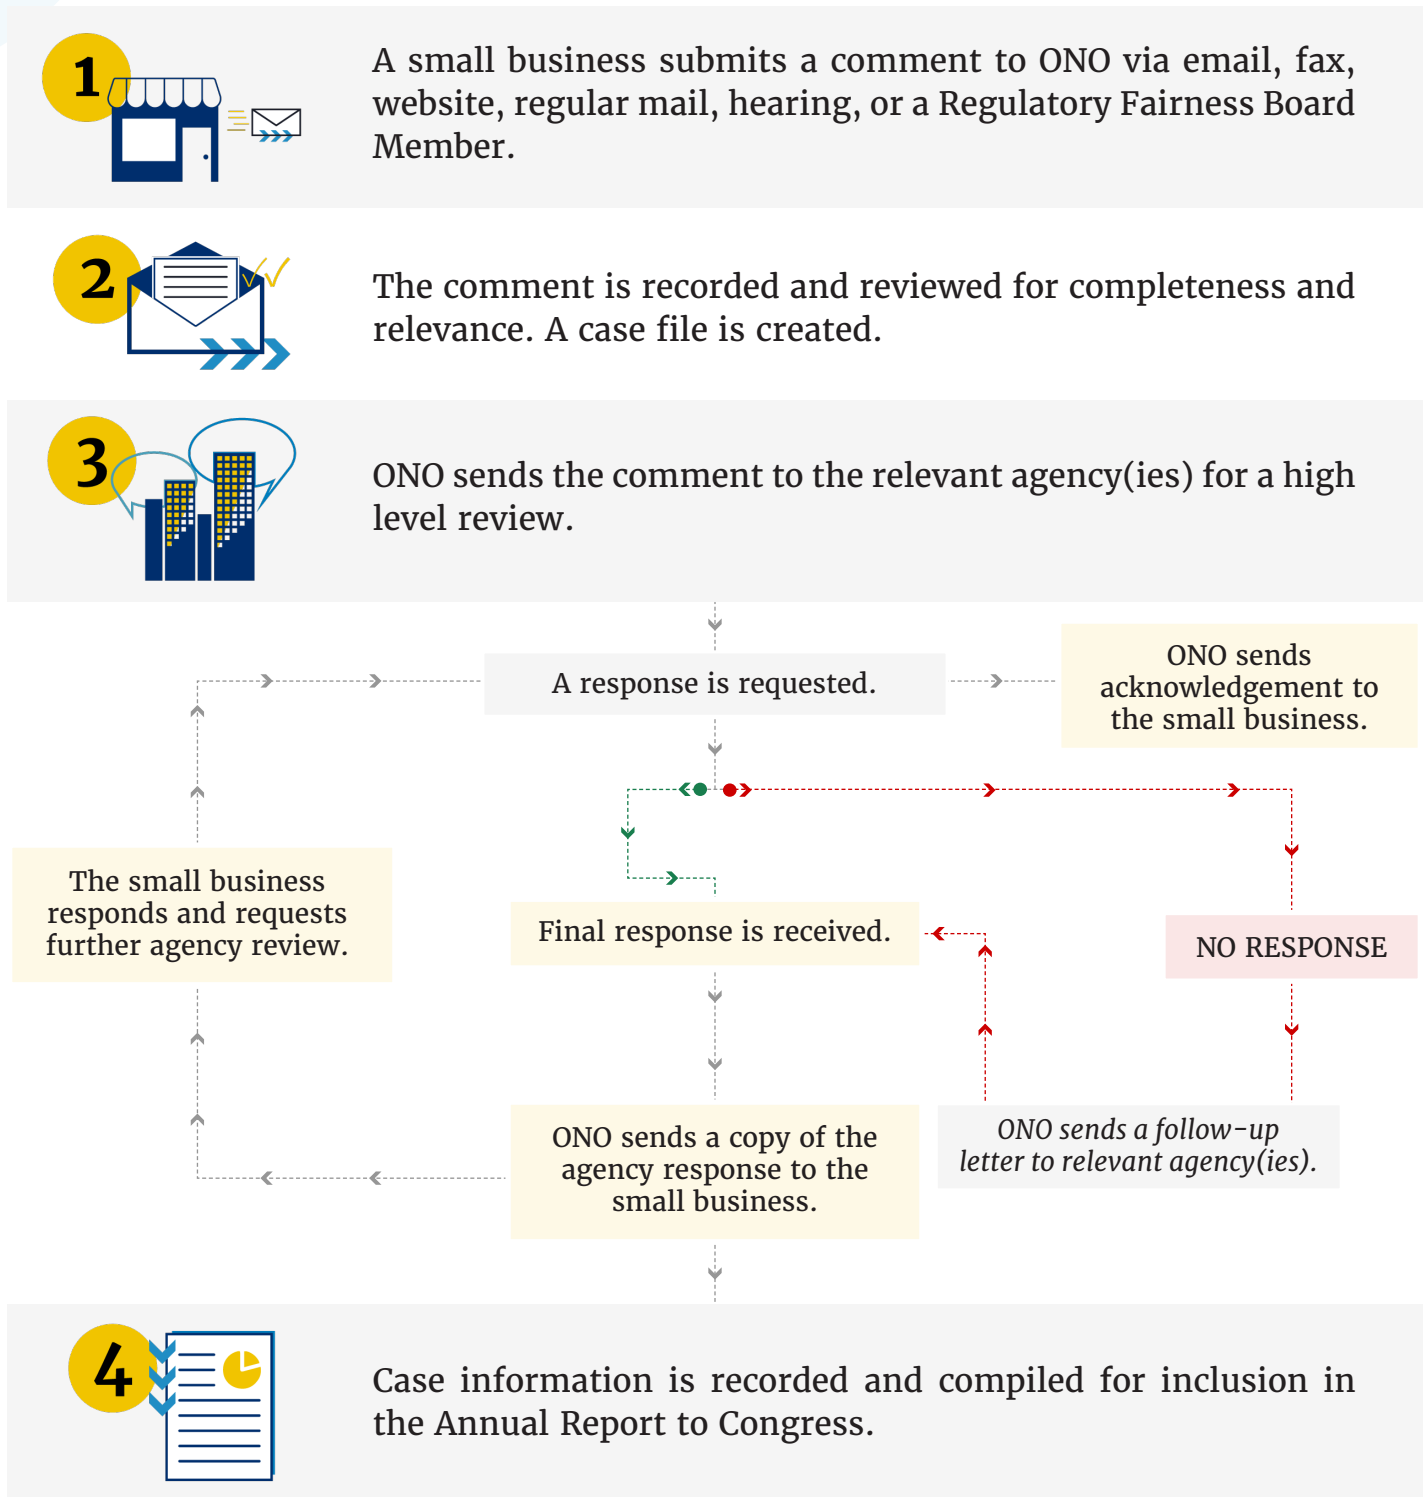 1
A small business submits a comment to ONO via email, fax,
website, regular mail, hearing, or a Regulatory Fairness Board
Member.
2
The comment is recorded and reviewed for completeness and
relevance. A case file is created.
3
ONO sends the comment to the relevant agency(ies) for a high
level review.
A response is requested.
ONO sends
acknowledgement to
the small business.
The small business
responds and requests
further agency review.
Final response is received.
NO RESPONSE
ONO sends a copy of the
agency response to the
small business.
ONO sends a follow-up
letter to relevant agency(ies).
4
Case information is recorded and compiled for inclusion in
the Annual Report to Congress.